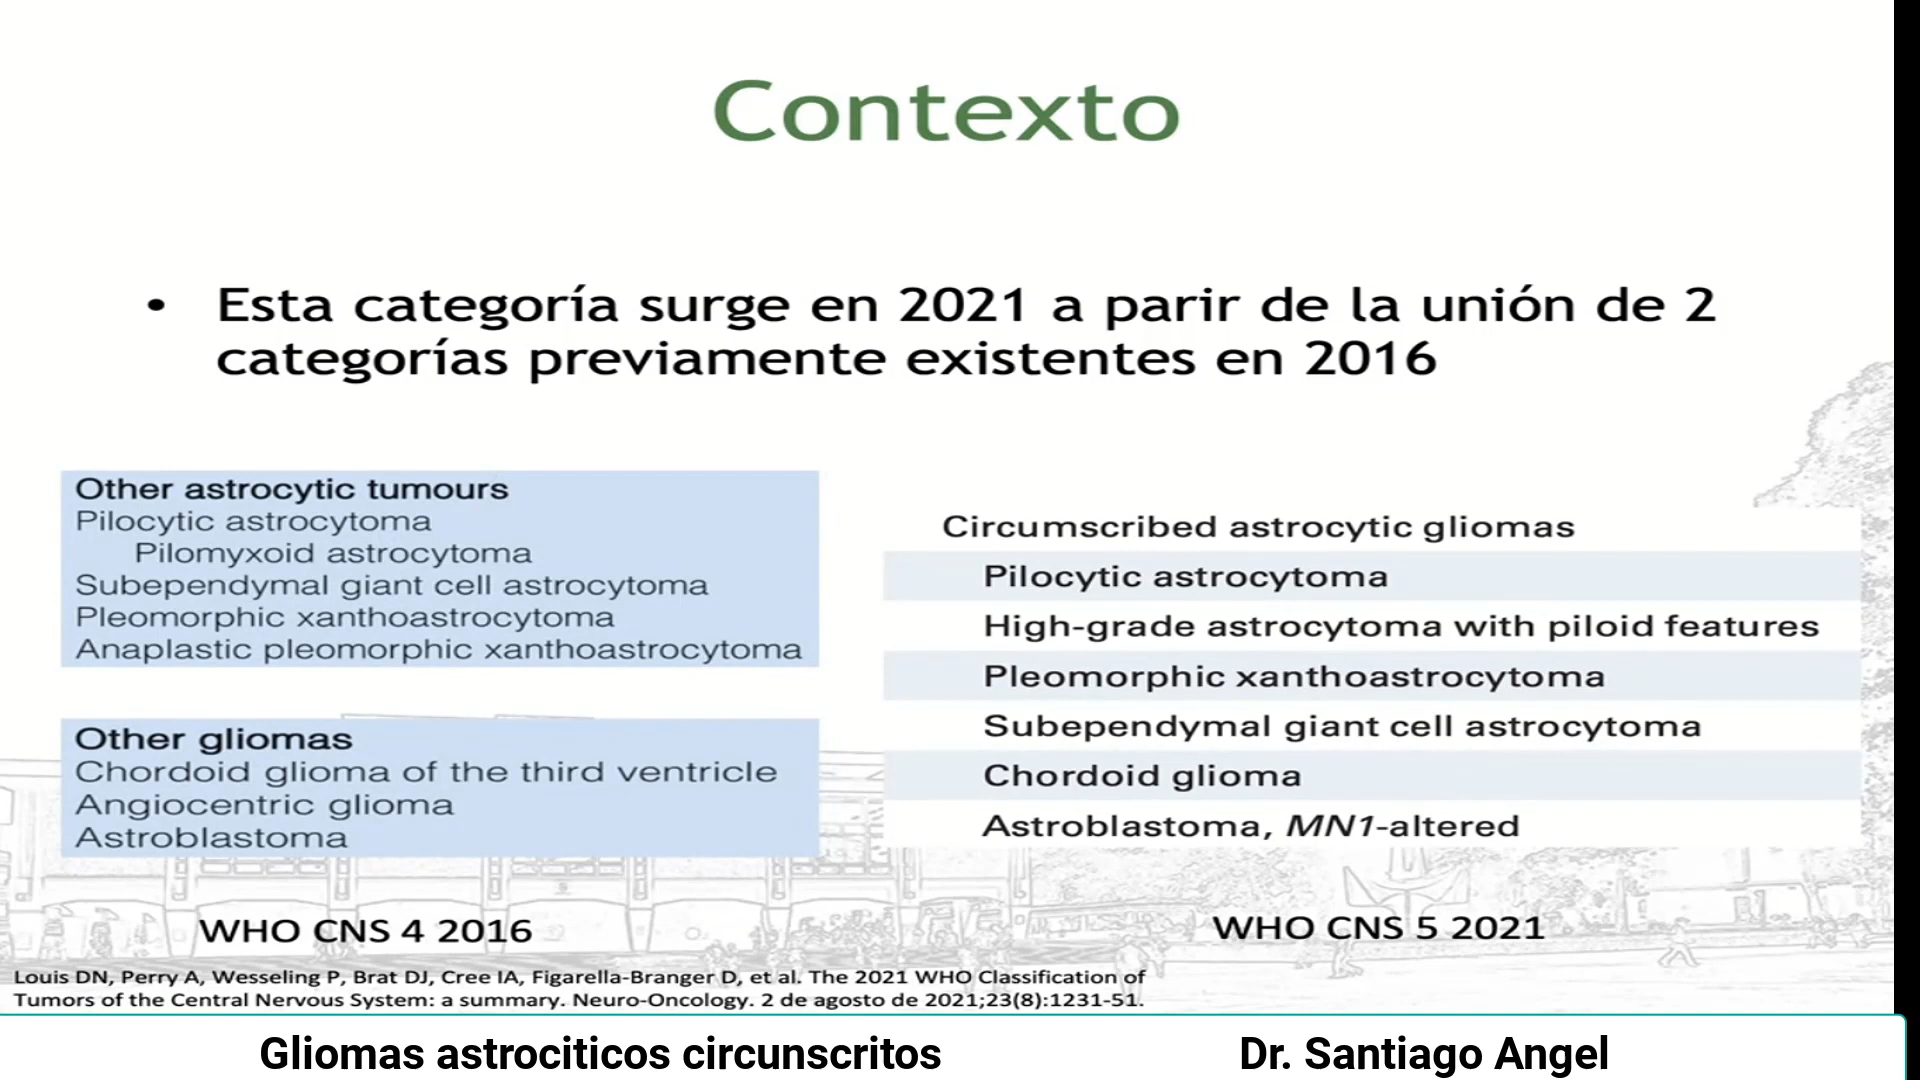 Contexto
• Esta categoría surge en 2021 a parir de la unión de 2
categorías previamente existentes en 2016
Other astrocytic tumours
Pilocytic astrocytoma
Pilomyxoid astrocytoma
Subependymal giant cell astrocytoma
Pleomorphic xanthoastrocytoma
Anaplastic pleomorphic xanthoastrocytoma
Other gliomas
Chordoid glioma of the third ventricle
Angiocentric glioma
Astroblastoma
WHO CNS 4 2016
Circumscribed astrocytic gliomas
Pilocytic astrocytoma
High-grade astrocytoma with piloid features
Pleomorphic xanthoastrocytoma
Subependymal giant cell astrocytoma
Chordoid glioma
Astroblastoma, MN1-altered
WHO CNS 5 2021
Louis DN, Perry A, Wesseling P, Brat DJ, Cree IA, Figarella-Branger D, et al. The 2021 WHO Classification of
Tumors of the Central Nervous System: a summary. Neuro-Oncology. 2 de agosto de 2021;23(8):1231-51.
Gliomas astrociticos circunscritos
Dr. Santiago Angel